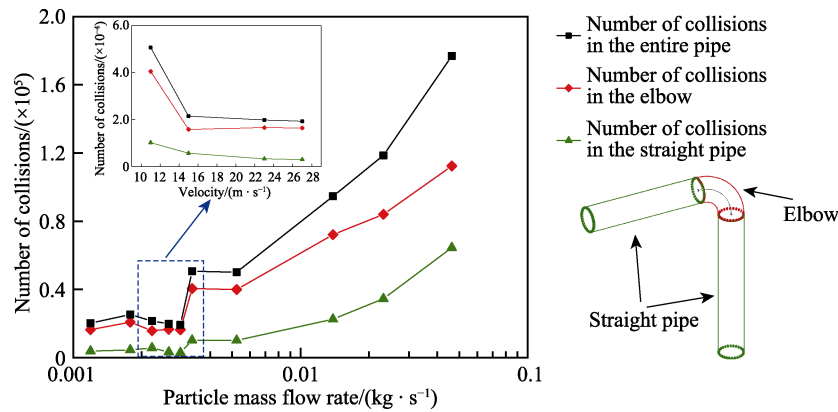 Number of collisions/(×10⁵)
2.0
1.6
1.2
0.8
0.4
0
0.001
0.01
0.1
Particle mass flow rate/(kg · s⁻¹)
Number of collisions/(×10⁻⁴)
6.0
4.0
2.0
0
10 12 14 16 18 20 22 24 26 28
Velocity/(m · s⁻¹)
Number of collisions
in the entire pipe
Number of collisions
in the elbow
Number of collisions
in the straight pipe
Elbow
Straight pipe